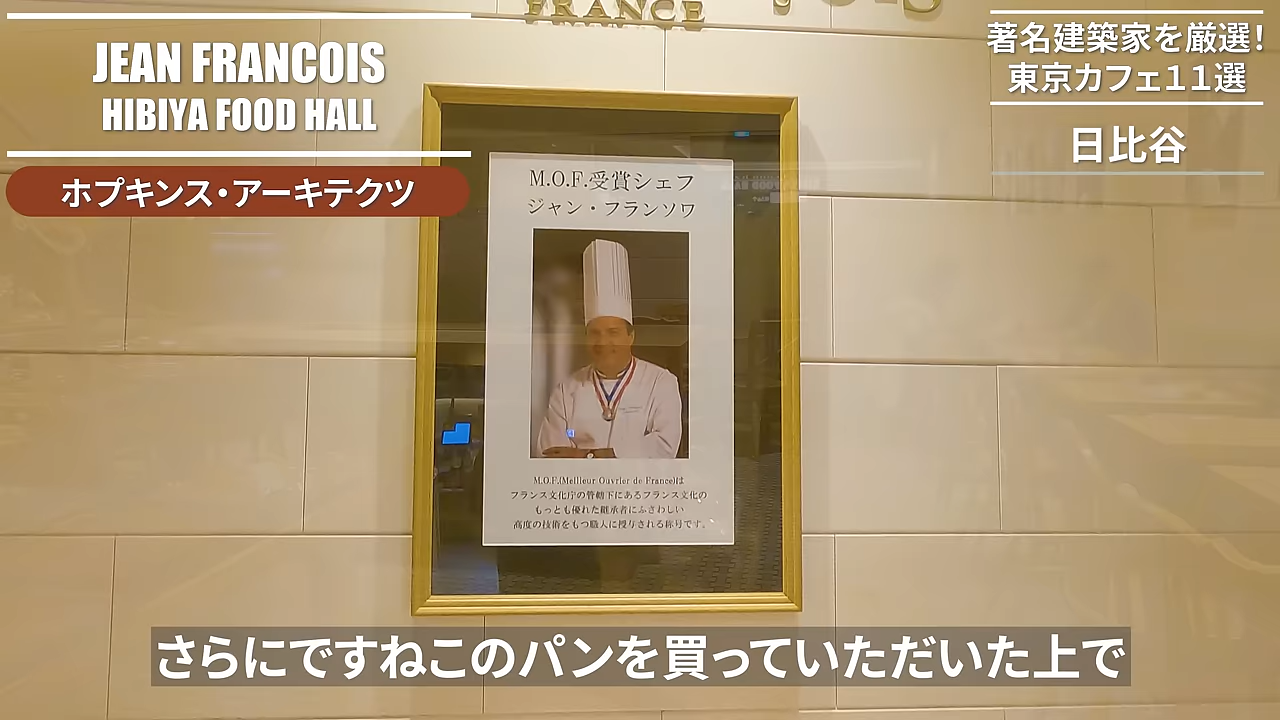 FRANCE
JEAN FRANCOIS
HIBIYA FOOD HALL
ホプキンス・アーキテクツ
著名建築家を厳選!
東京カフェ11選
日比谷
M.O.F.受賞シェフ
ジャン・フランソワ
M.O.F.(Meilleur Ouvrier de France)は
フランス文化庁の管轄下にあるフランス文化の
もっとも優れた継承者にふさわしい
高度の技術をもつ職人に授与される称号です。
さらにですねこのパンを買っていただいた上で